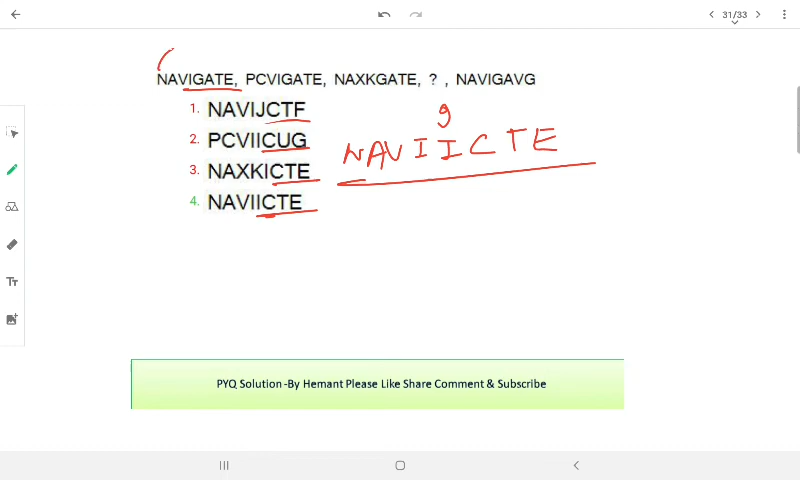 31/33
NAVIGATE, PCVIGATE, NAXKGATE, ? , NAVIGAVG
1. NAVIJCTF
2. PCVIICUG
3. NAXKICTE
4. NAVIICTE
g
NAVIICTE
Tт
PYQ Solution -By Hemant Please Like Share Comment & Subscribe